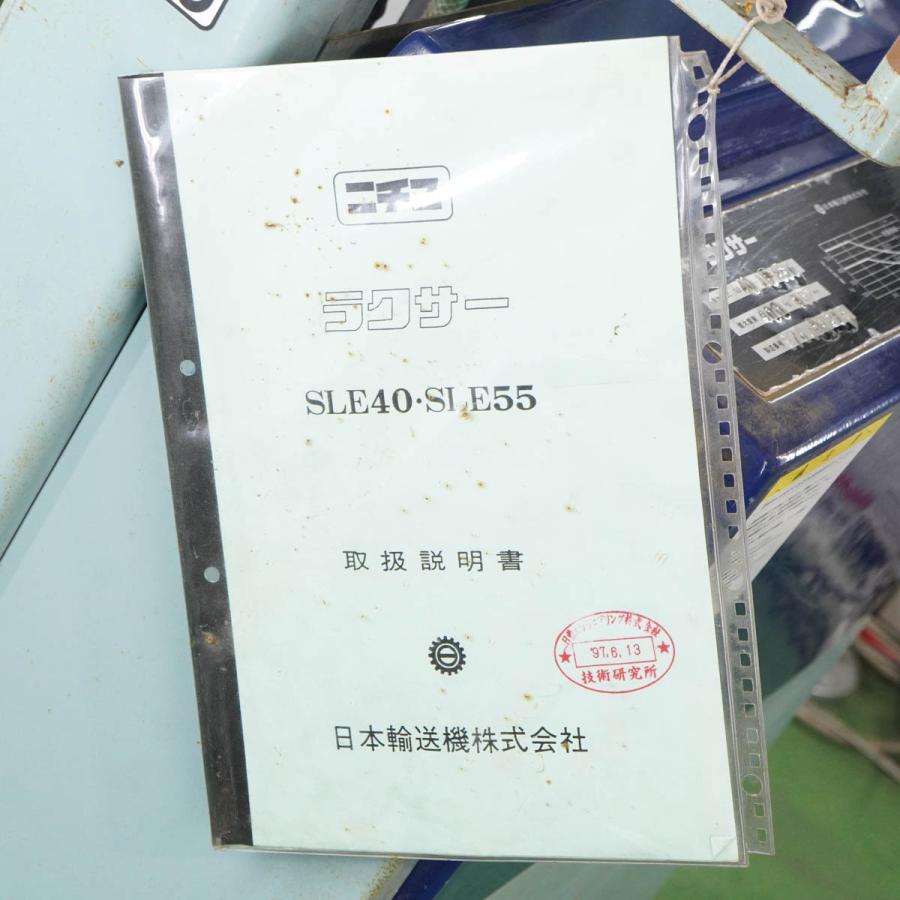 ニチユ
ラクサー
SLE40・SLE55
取扱説明書
'97.6.13
技術研究所
日本輸送機株式会社